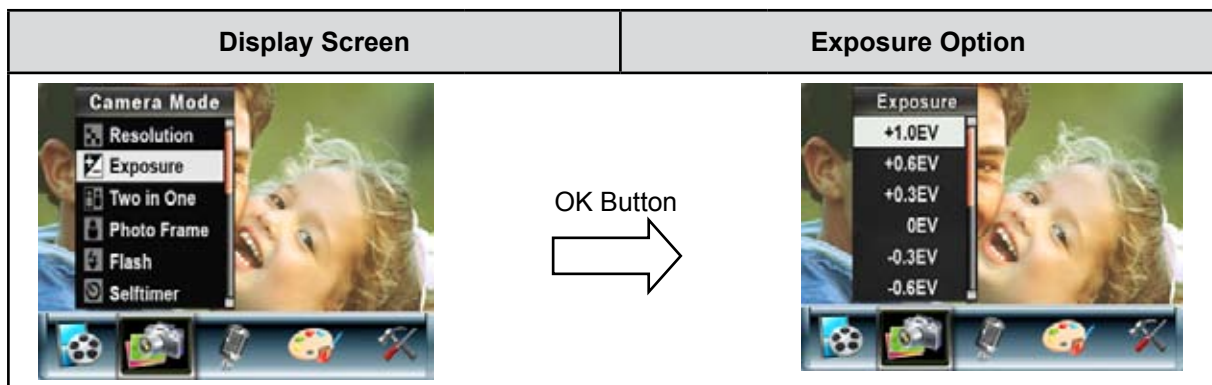 Display Screen
Exposure Option
Camera Mode
Resolution
Exposure
Two in One
Photo Frame
Flash
Selftimer
OK Button
Exposure
+1.0EV
+0.6EV
+0.3EV
0EV
-0.3EV
-0.6EV